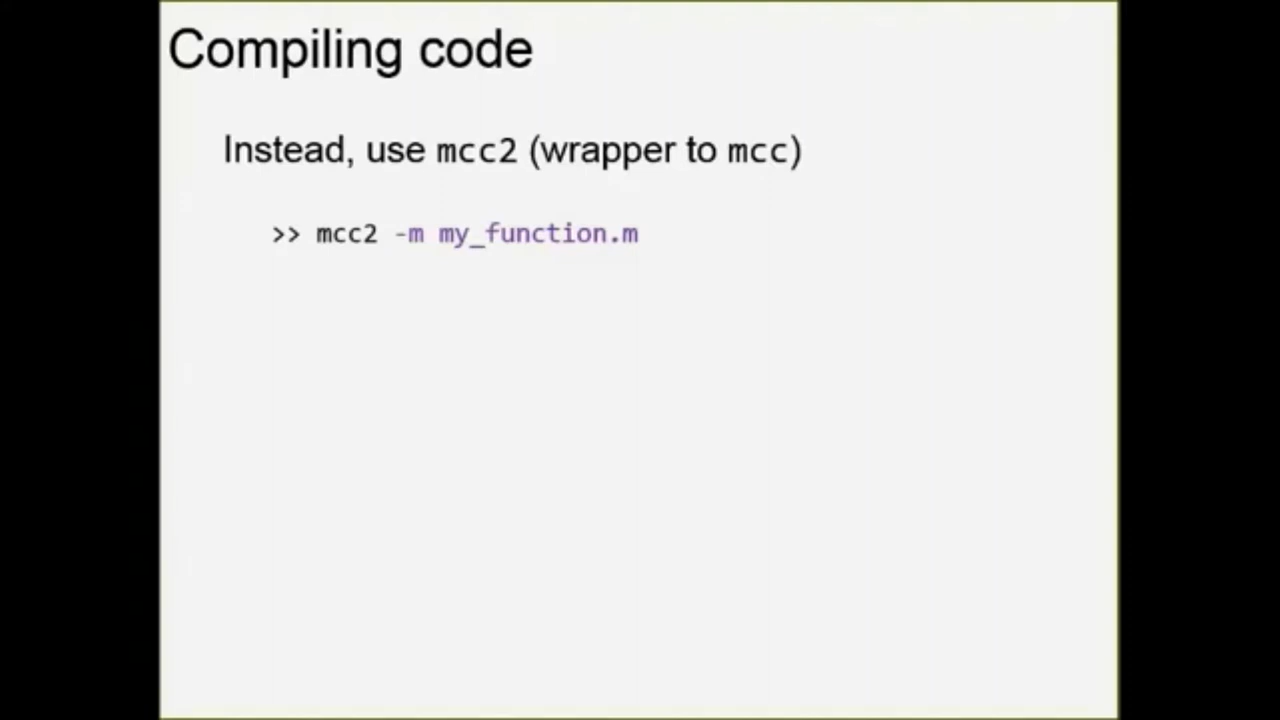 Compiling code
Instead, use mcc2 (wrapper to mcc)
>> mcc2 -m my_function.m